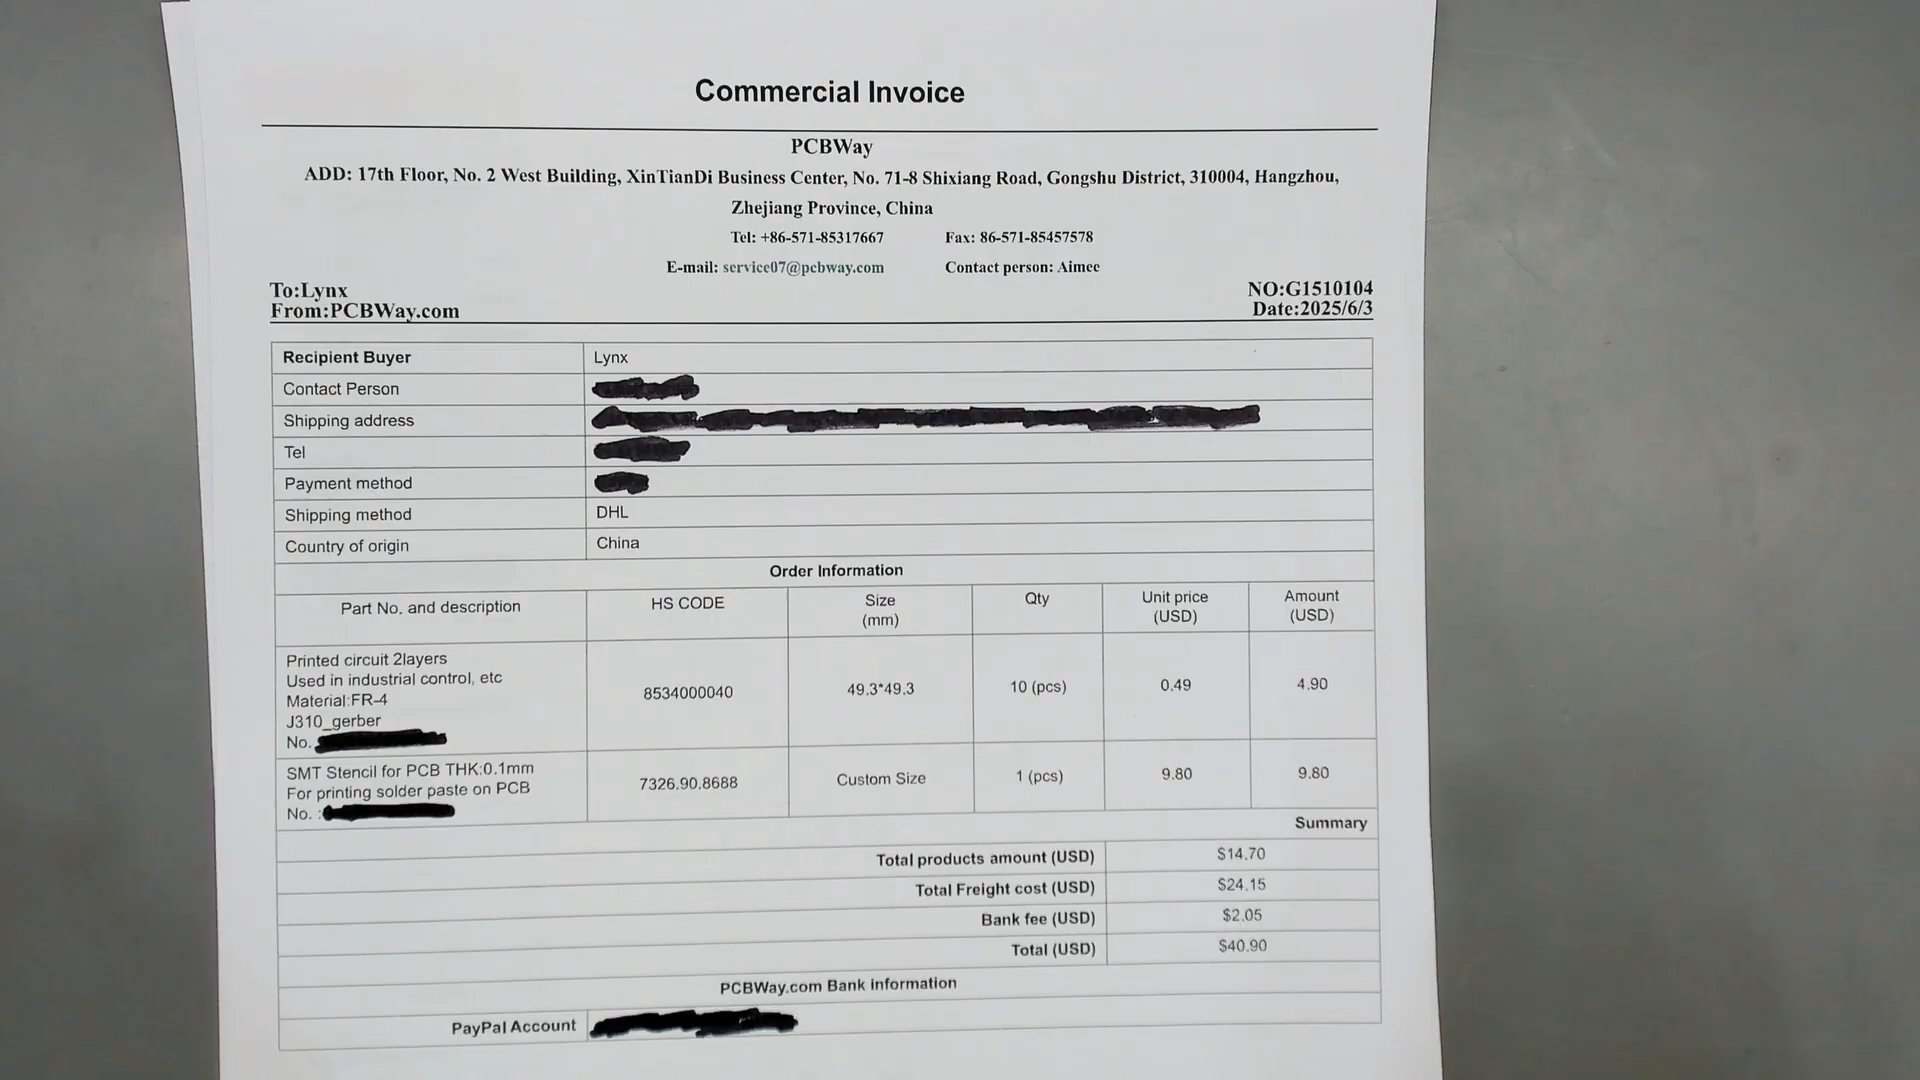 Commercial Invoice
PCBWay
ADD: 17th Floor, No. 2 West Building, XinTianDi Business Center, No. 71-8 Shixiang Road, Gongshu District, 310004, Hangzhou,
Zhejiang Province, China
Tel: +86-571-85317667 Fax: 86-571-85457578
E-mail: service07@pcbway.com Contact person: Aimee
To:Lynx NO:G1510104
From:PCBWay.com Date:2025/6/3
Recipient Buyer Lynx
Contact Person
Shipping address
Tel
Payment method
Shipping method DHL
Country of origin China
Order Information
Part No. and description HS CODE Size (mm) Qty Unit price (USD) Amount (USD)
Printed circuit 2layers
Used in industrial control, etc
Material:FR-4
J310_gerber
No.
8534000040 49.3*49.3 10 (pcs) 0.49 4.90
SMT Stencil for PCB THK:0.1mm
For printing solder paste on PCB
No. :
7326.90.8688 Custom Size 1 (pcs) 9.80 9.80
Summary
Total products amount (USD) $14.70
Total Freight cost (USD) $24.15
Bank fee (USD) $2.05
Total (USD) $40.90
PCBWay.com Bank information
PayPal Account